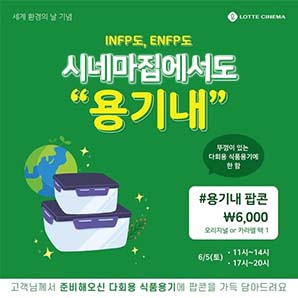 세계 환경의 날 기념
LOTTE CINEMA
INFP도, ENFP도
시네마집에서도
“용기내”
뚜껑이 있는
다회용 식품용기에
한 함
#용기내 팝콘
₩6,000
오리지널 or 카라멜 택 1
6/5(토)
• 11시~14시
• 17시~20시
고객님께서 준비해오신 다회용 식품용기에 팝콘을 가득 담아드려요